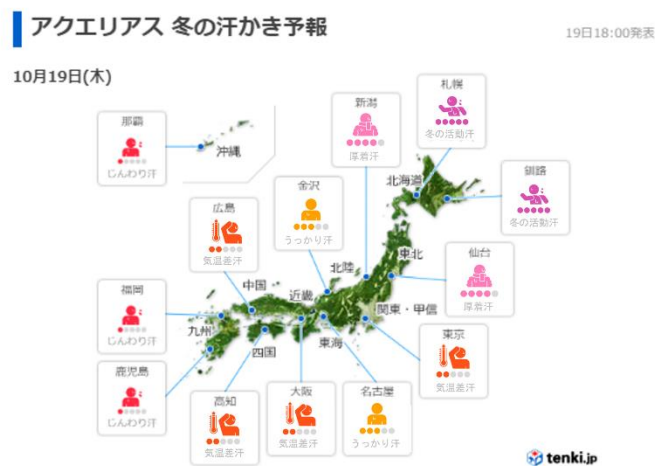 アクエリアス 冬の汗かき予報
19日18:00発表
10月19日(木)
札幌
冬の活動汗
新潟
厚着汗
那覇
じんわり汗
沖縄
釧路
冬の活動汗
北海道
金沢
うっかり汗
広島
気温差汗
仙台
厚着汗
東北
北陸
中国
近畿
福岡
じんわり汗
関東・甲信
九州
四国
東海
東京
気温差汗
鹿児島
じんわり汗
高知
気温差汗
大阪
気温差汗
名古屋
うっかり汗
tenki.jp